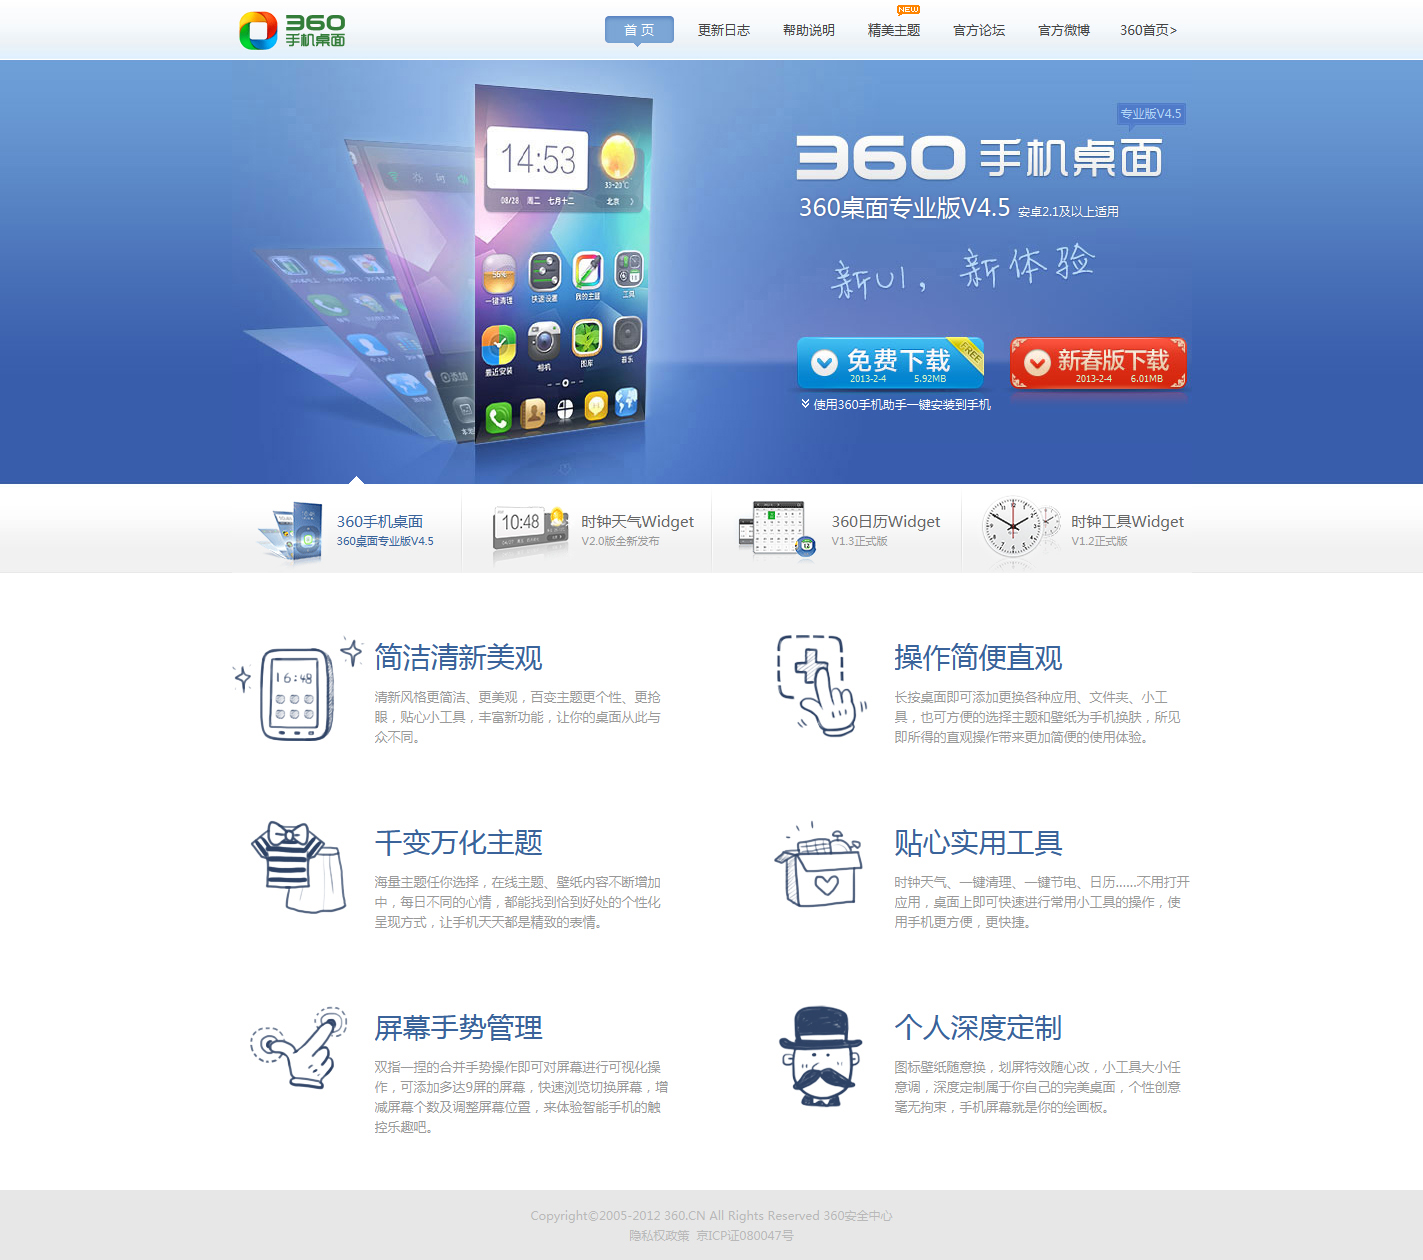 360
手机桌面
首 页
更新日志
帮助说明
精美主题
NEW
官方论坛
官方微博
360首页>
专业版V4.5
360 手机桌面
360桌面专业版V4.5 安卓2.1及以上适用
新UI，新体验
14:53
33~20℃
08/28 周二 七月十二
北京
56%
一键清理
快速设置
我的主题
工具
最近安装
相机
图库
音乐
添加
免费下载
FREE
2013-2-4 5.92MB
新春版下载
2013-2-4 6.01MB
使用360手机助手一键安装到手机
360手机桌面
360桌面专业版V4.5
10:48
时钟天气Widget
V2.0版全新发布
12
360日历Widget
V1.3正式版
时钟工具Widget
V1.2正式版
16:48
简洁清新美观
清新风格更简洁、更美观，百变主题更个性、更抢
眼，贴心小工具，丰富新功能，让你的桌面从此与
众不同。
操作简便直观
长按桌面即可添加更换各种应用、文件夹、小工
具，也可方便的选择主题和壁纸为手机换肤，所见
即所得的直观操作带来更加简便的使用体验。
千变万化主题
海量主题任你选择，在线主题、壁纸内容不断增加
中，每日不同的心情，都能找到恰到好处的个性化
呈现方式，让手机天天都是精致的表情。
贴心实用工具
时钟天气、一键清理、一键节电、日历......不用打开
应用，桌面上即可快速进行常用小工具的操作，使
用手机更方便，更快捷。
屏幕手势管理
双指一捏的合并手势操作即可对屏幕进行可视化操
作，可添加多达9屏的屏幕，快速浏览切换屏幕，增
减屏幕个数及调整屏幕位置，来体验智能手机的触
控乐趣吧。
个人深度定制
图标壁纸随意换，划屏特效随心改，小工具大小任
意调，深度定制属于你自己的完美桌面，个性创意
毫无拘束，手机屏幕就是你的绘画板。
Copyright©2005-2012 360.CN All Rights Reserved 360安全中心
隐私权政策 京ICP证080047号